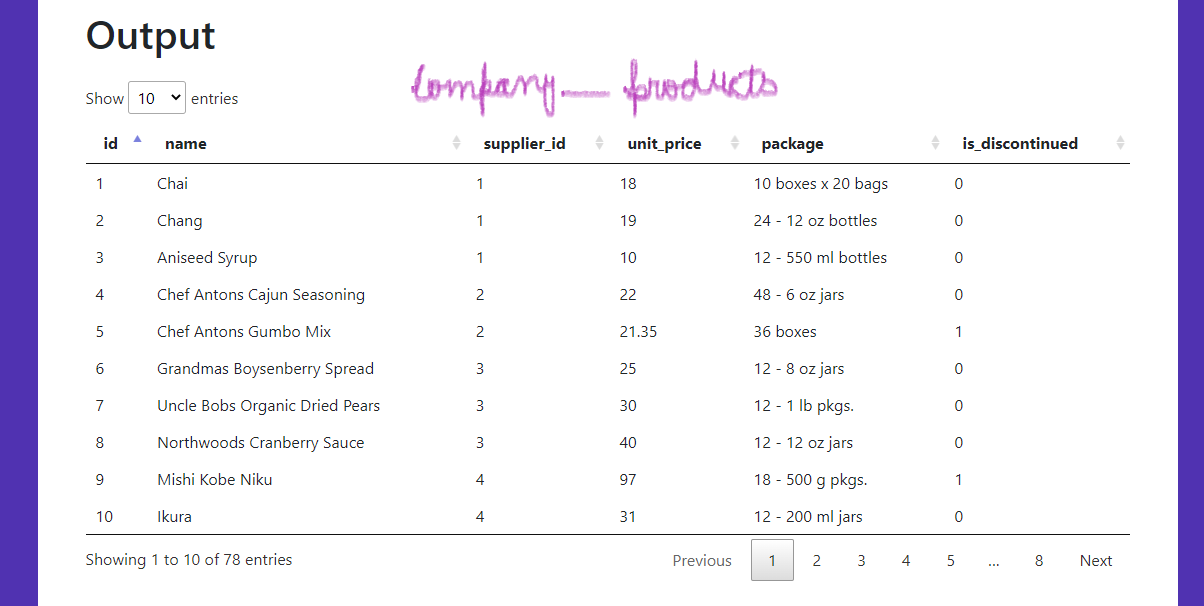 Output
company__products
Show 10 entries
id name supplier_id unit_price package is_discontinued
1 Chai 1 18 10 boxes x 20 bags 0
2 Chang 1 19 24 - 12 oz bottles 0
3 Aniseed Syrup 1 10 12 - 550 ml bottles 0
4 Chef Antons Cajun Seasoning 2 22 48 - 6 oz jars 0
5 Chef Antons Gumbo Mix 2 21.35 36 boxes 1
6 Grandmas Boysenberry Spread 3 25 12 - 8 oz jars 0
7 Uncle Bobs Organic Dried Pears 3 30 12 - 1 lb pkgs. 0
8 Northwoods Cranberry Sauce 3 40 12 - 12 oz jars 0
9 Mishi Kobe Niku 4 97 18 - 500 g pkgs. 1
10 Ikura 4 31 12 - 200 ml jars 0
Showing 1 to 10 of 78 entries Previous 1 2 3 4 5 ... 8 Next